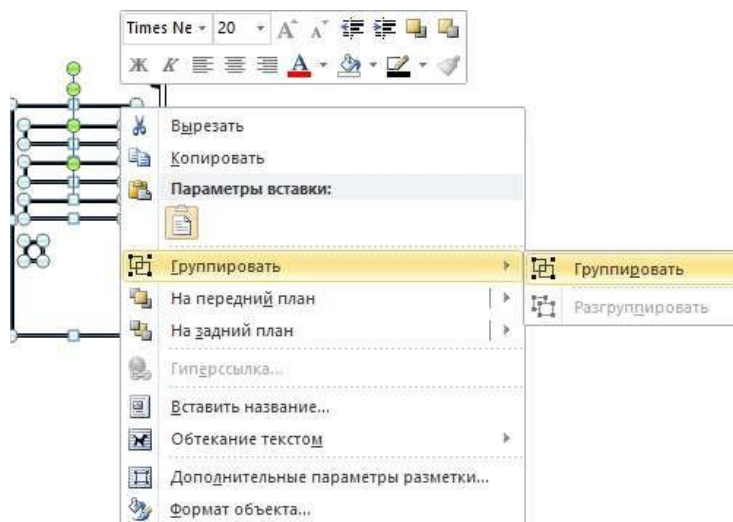 Times Ne 20 А А
Ж К А
Вырезать
Копировать
Параметры вставки:
Группировать
Группировать
На передний план
Разгруппировать
На задний план
Гиперссылка...
Вставить название...
Обтекание текстом
Дополнительные параметры разметки...
Формат объекта...